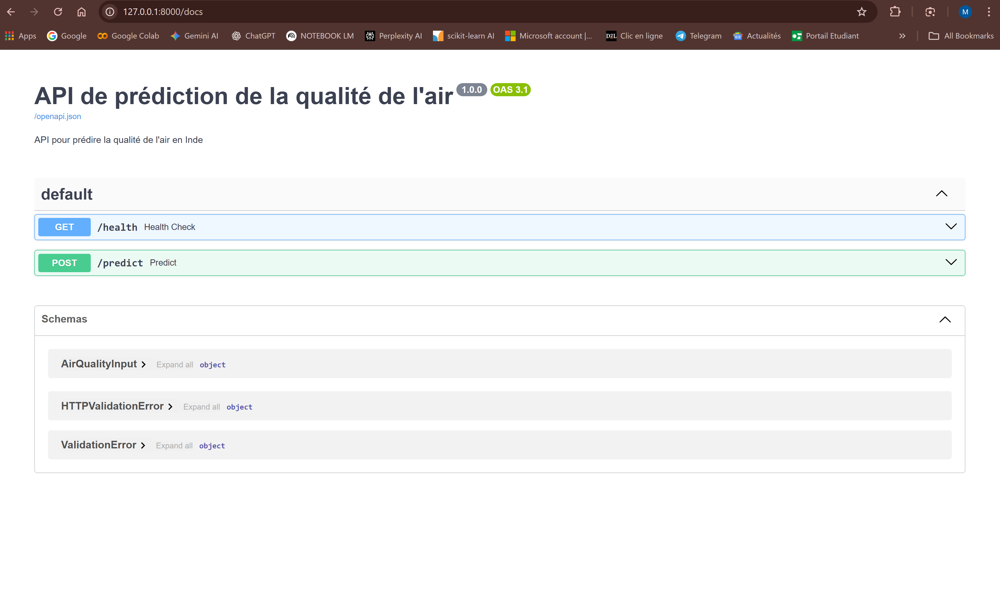 127.0.0.1:8000/docs
M
Apps Google Google Colab Gemini AI ChatGPT NOTEBOOK LM Perplexity AI scikit-learn AI Microsoft account |... D2L Clic en ligne Telegram Actualités Portail Etudiant » All Bookmarks
API de prédiction de la qualité de l'air 1.0.0 OAS 3.1
/openapi.json
API pour prédire la qualité de l'air en Inde
default
GET /health Health Check
POST /predict Predict
Schemas
AirQualityInput Expand all object
HTTPValidationError Expand all object
ValidationError Expand all object